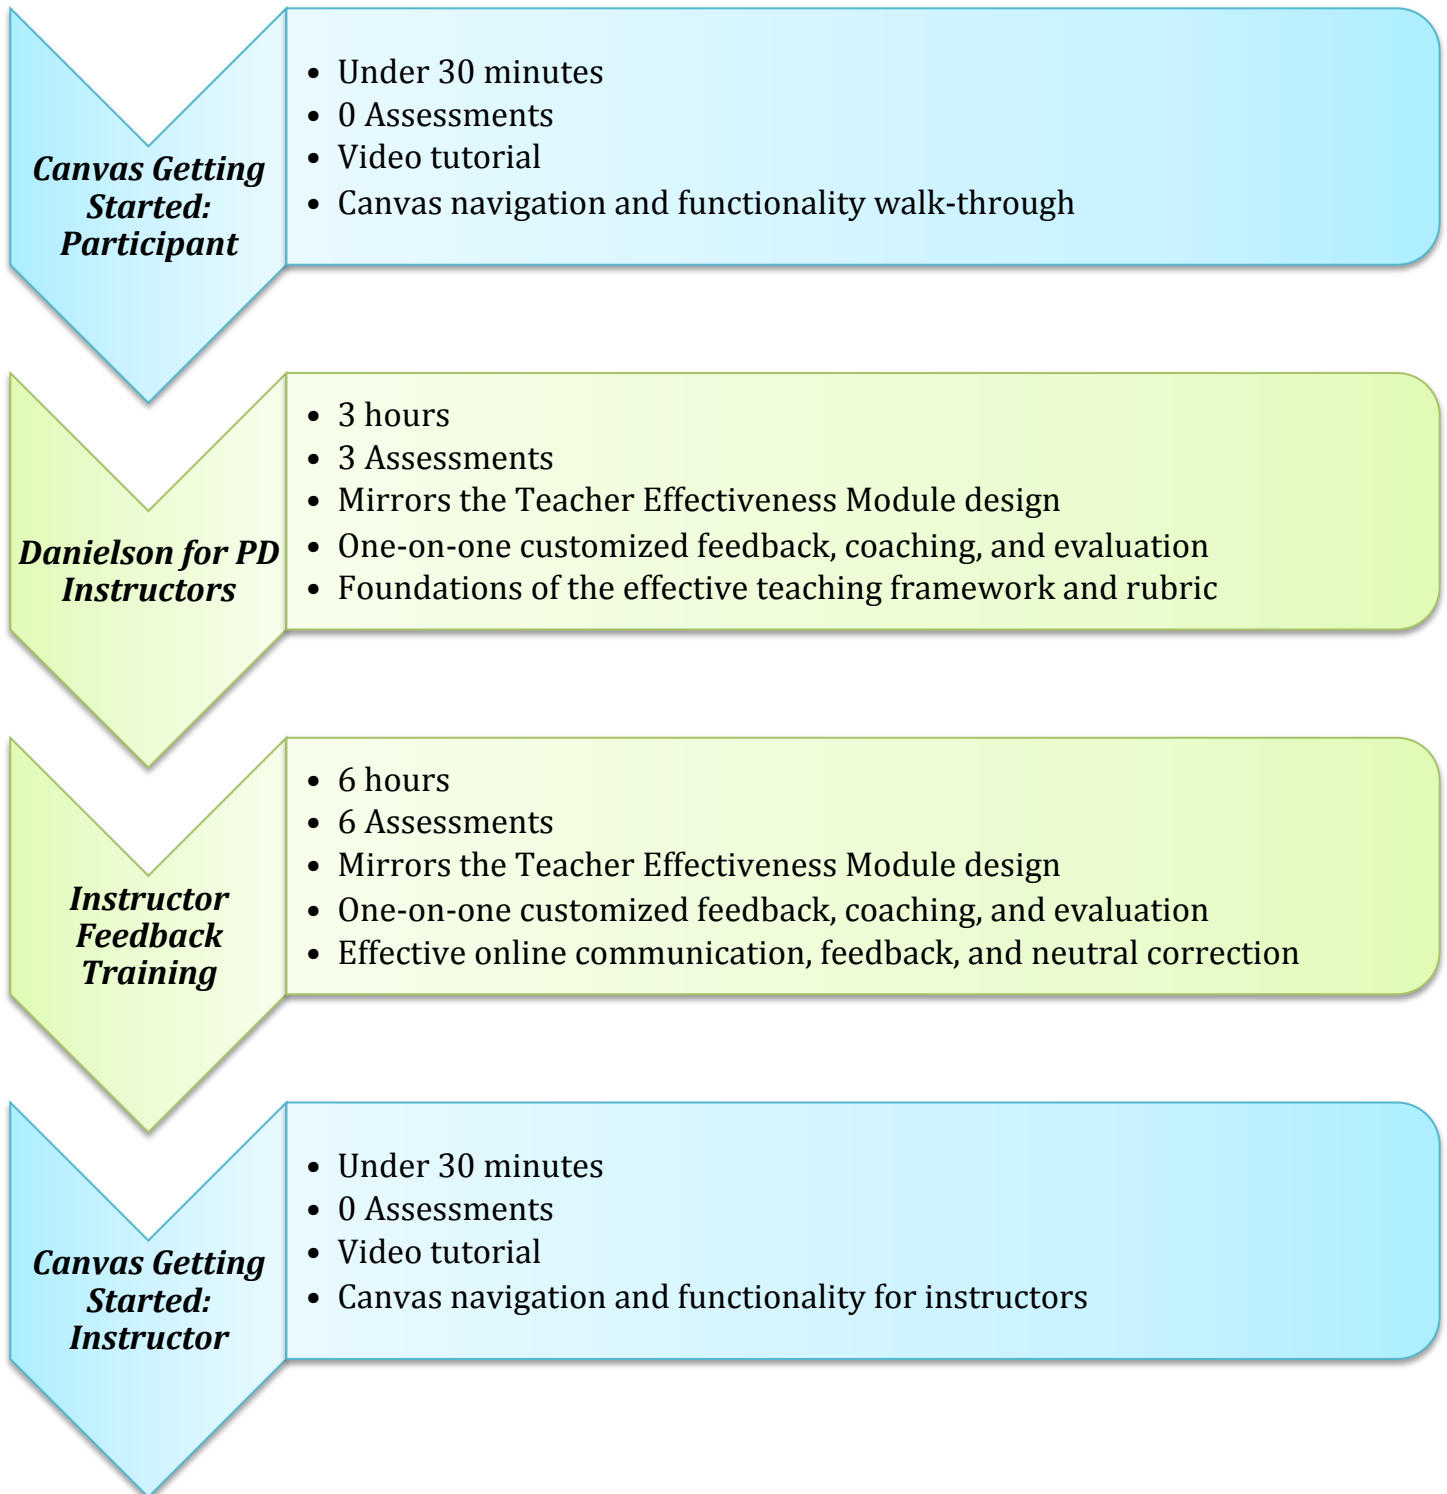 Canvas Getting
Started:
Participant
• Under 30 minutes
• 0 Assessments
• Video tutorial
• Canvas navigation and functionality walk-through
Danielson for PD
Instructors
• 3 hours
• 3 Assessments
• Mirrors the Teacher Effectiveness Module design
• One-on-one customized feedback, coaching, and evaluation
• Foundations of the effective teaching framework and rubric
Instructor
Feedback
Training
• 6 hours
• 6 Assessments
• Mirrors the Teacher Effectiveness Module design
• One-on-one customized feedback, coaching, and evaluation
• Effective online communication, feedback, and neutral correction
Canvas Getting
Started:
Instructor
• Under 30 minutes
• 0 Assessments
• Video tutorial
• Canvas navigation and functionality for instructors